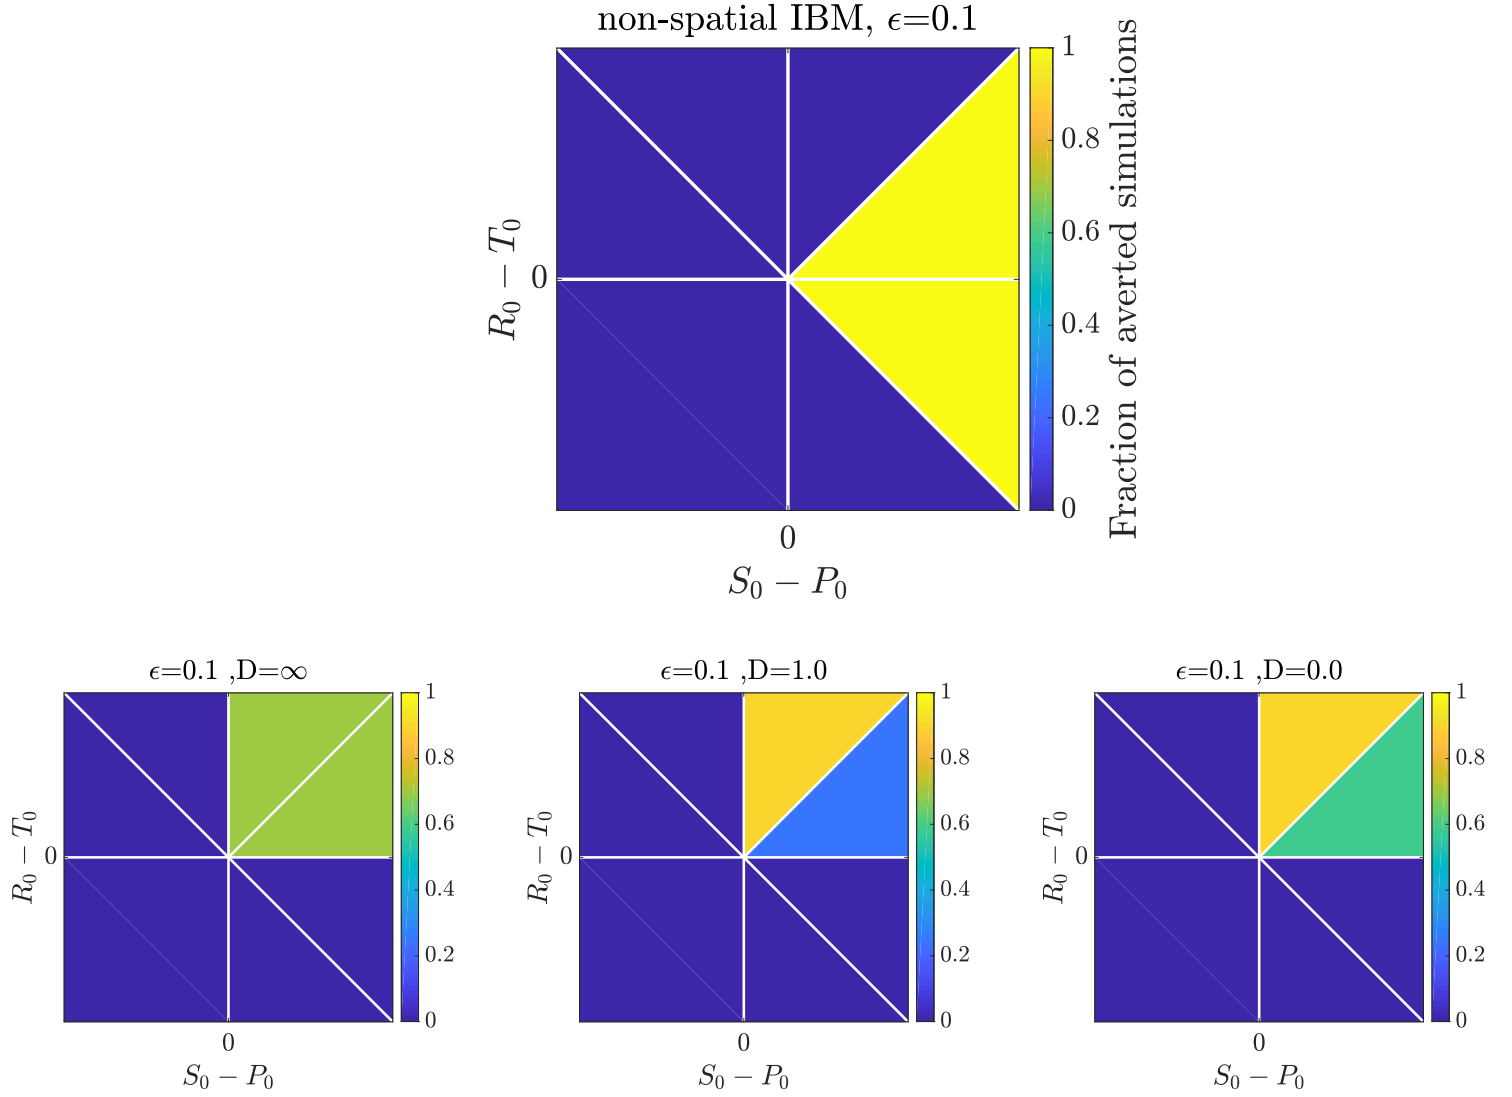 non-spatial IBM, ϵ=0.1
1
0.8
0.6
0.4
0.2
0
Fraction of averted simulations
R₀ − T₀
0
0
S₀ − P₀
ϵ=0.1 ,D=∞
1
0.8
0.6
0.4
0.2
0
R₀ − T₀
0
0
S₀ − P₀
ϵ=0.1 ,D=1.0
1
0.8
0.6
0.4
0.2
0
R₀ − T₀
0
0
S₀ − P₀
ϵ=0.1 ,D=0.0
1
0.8
0.6
0.4
0.2
0
R₀ − T₀
0
0
S₀ − P₀